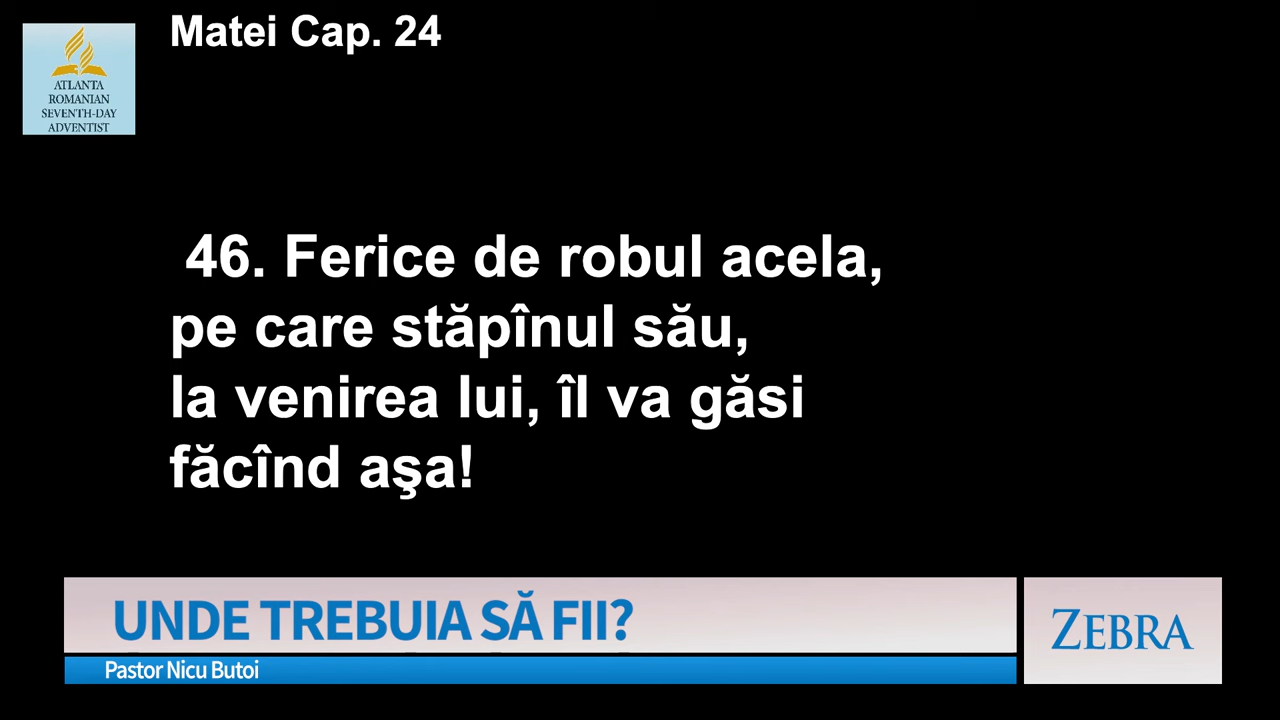 Matei Cap. 24
ATLANTA
ROMANIAN
SEVENTH-DAY
ADVENTIST
46. Ferice de robul acela,
pe care stăpînul său,
la venirea lui, îl va găsi
făcînd aşa!
UNDE TREBUIA SĂ FII?
ZEBRA
Pastor Nicu Butoi